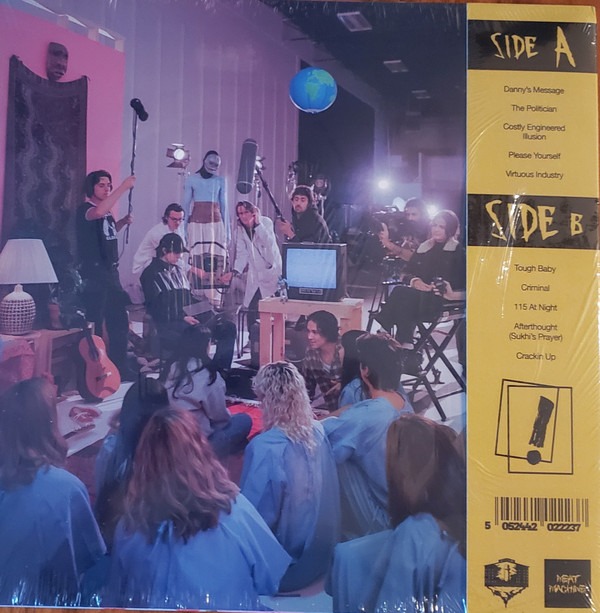 SIDE A
Danny's Message
The Politician
Costly Engineered
Illusion
Please Yourself
Virtuous Industry
SIDE B
Tough Baby
Criminal
115 At Night
Afterthought
(Sukhi's Prayer)
Crackin Up
5 052442 022237
MEAT
MACHINE